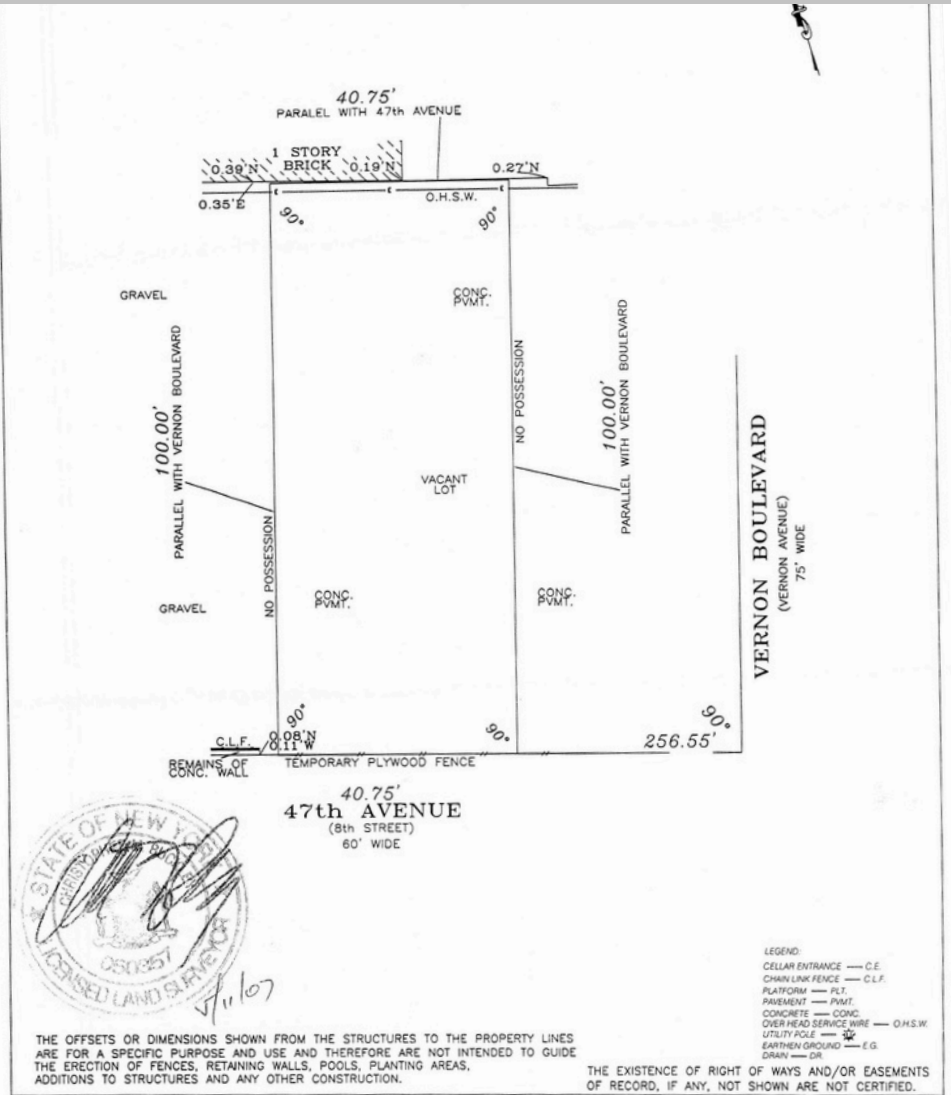 40.75'
PARALEL WITH 47th AVENUE
1 STORY
BRICK
0.39'N
0.19'N
0.27'N
0.35'E
O.H.S.W.
90°
90°
GRAVEL
CONC.
PVMT.
100.00'
PARALLEL WITH VERNON BOULEVARD
NO POSSESSION
100.00'
PARALLEL WITH VERNON BOULEVARD
VACANT
LOT
NO POSSESSION
VERNON BOULEVARD
(VERNON AVENUE)
75' WIDE
GRAVEL
CONC.
PVMT.
CONC.
PVMT.
90°
90°
90°
C.L.F.
0.08'N
0.11'W
256.55'
REMAINS OF
CONC. WALL
TEMPORARY PLYWOOD FENCE
40.75'
47th AVENUE
(8th STREET)
60' WIDE
STATE OF NEW YORK
050357
LICENSED LAND SURVEYOR
LEGEND:
CELLAR ENTRANCE — C.E.
CHAIN LINK FENCE — C.L.F.
PLATFORM — PLT.
PAVEMENT — PVMT.
CONCRETE — CONC.
OVER HEAD SERVICE WIRE — O.H.S.W.
UTILITY POLE —
EARTHEN GROUND — E.G.
DRAIN — DR.
THE OFFSETS OR DIMENSIONS SHOWN FROM THE STRUCTURES TO THE PROPERTY LINES
ARE FOR A SPECIFIC PURPOSE AND USE AND THEREFORE ARE NOT INTENDED TO GUIDE
THE ERECTION OF FENCES, RETAINING WALLS, POOLS, PLANTING AREAS,
ADDITIONS TO STRUCTURES AND ANY OTHER CONSTRUCTION.
THE EXISTENCE OF RIGHT OF WAYS AND/OR EASEMENTS
OF RECORD, IF ANY, NOT SHOWN ARE NOT CERTIFIED.